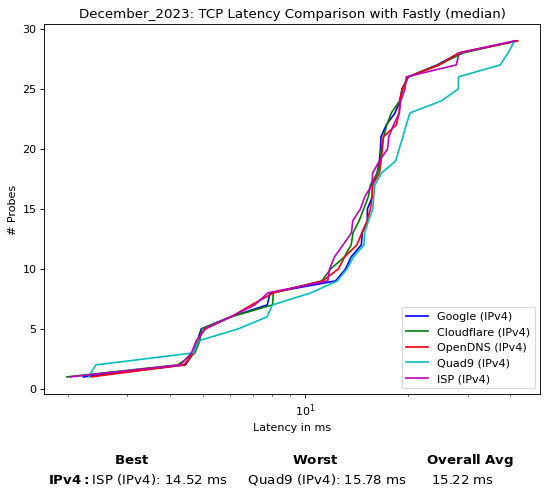 December_2023: TCP Latency Comparison with Fastly (median)
30
25
20
15
10
5
0
# Probes
Google (IPv4)
Cloudflare (IPv4)
OpenDNS (IPv4)
Quad9 (IPv4)
ISP (IPv4)
10^1
Latency in ms
Best Worst Overall Avg
IPv4: ISP (IPv4): 14.52 ms Quad9 (IPv4): 15.78 ms 15.22 ms